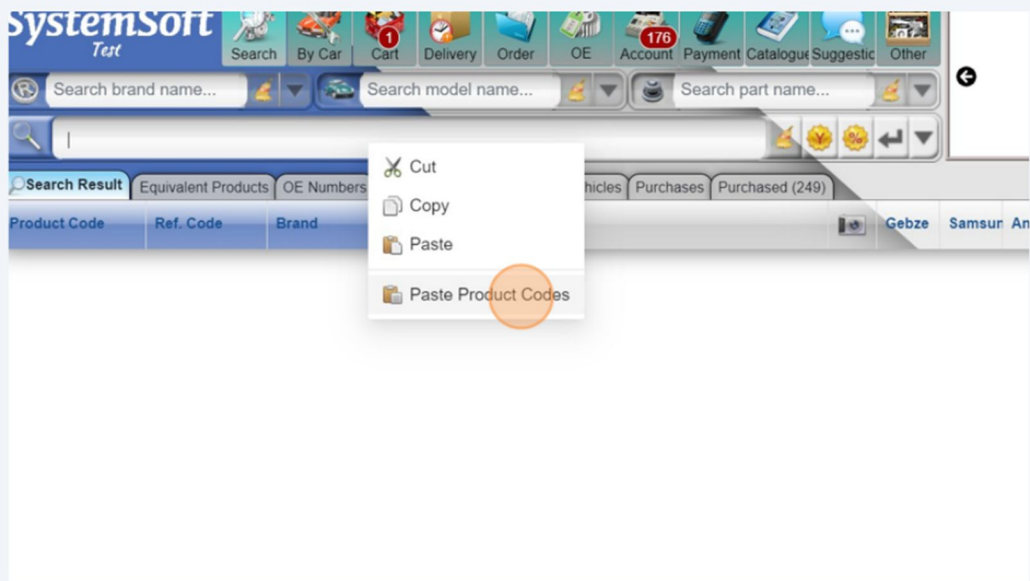 SystemSoft
Test
Search By Car 1 Cart Delivery Order OE 176 Account Payment Catalogue Suggestic Other
® Search brand name... Search model name... Search part name...
Cut
Search Result Equivalent Products OE Numbers hicles Purchases Purchased (249)
Copy
Product Code Ref. Code Brand Gebze Samsun An
Paste
Paste Product Codes